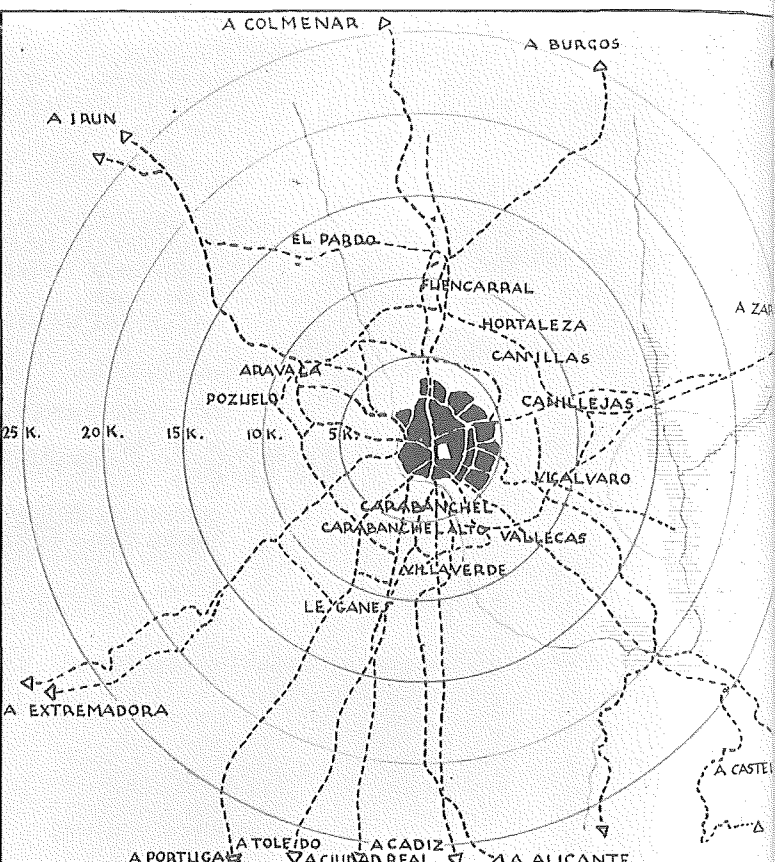 A COLMENAR
A BURGOS
A IRUN
EL PARDO
FUENCARRAL
A ZAR
HORTALEZA
CANILLAS
ARAVACA
POZUELO
CANILLEJAS
25 K. 20 K. 15 K. 10 K. 5 K.
VICALVARO
CARABANCHEL
CARABANCHEL ALTO
VALLECAS
VILLAVERDE
LEGANES
A EXTREMADORA
A CASTE
A TOLEDO
A CADIZ
A PORTUGA
A CIUDAD REAL
A ALICANTE